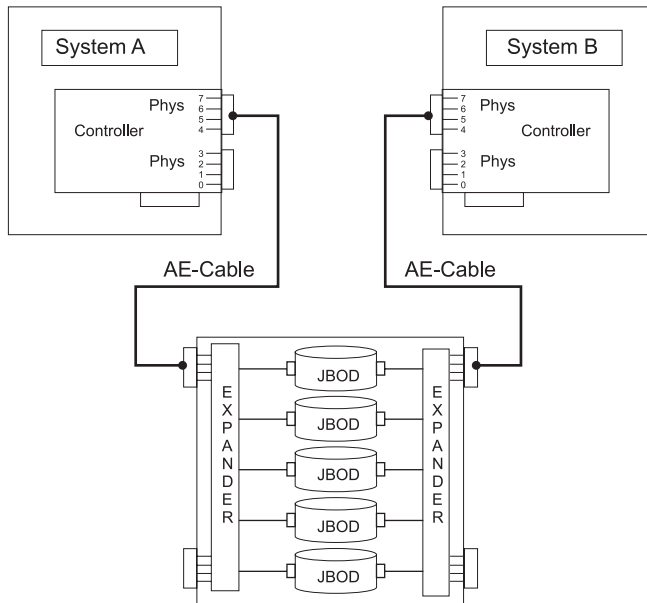 System A
System B
7
6
5
4
Phys
Controller
3
2
1
0
Phys
7
6
5
4
Phys
Controller
3
2
1
0
Phys
AE-Cable
AE-Cable
EXPANDER
JBOD
JBOD
JBOD
JBOD
JBOD
EXPANDER